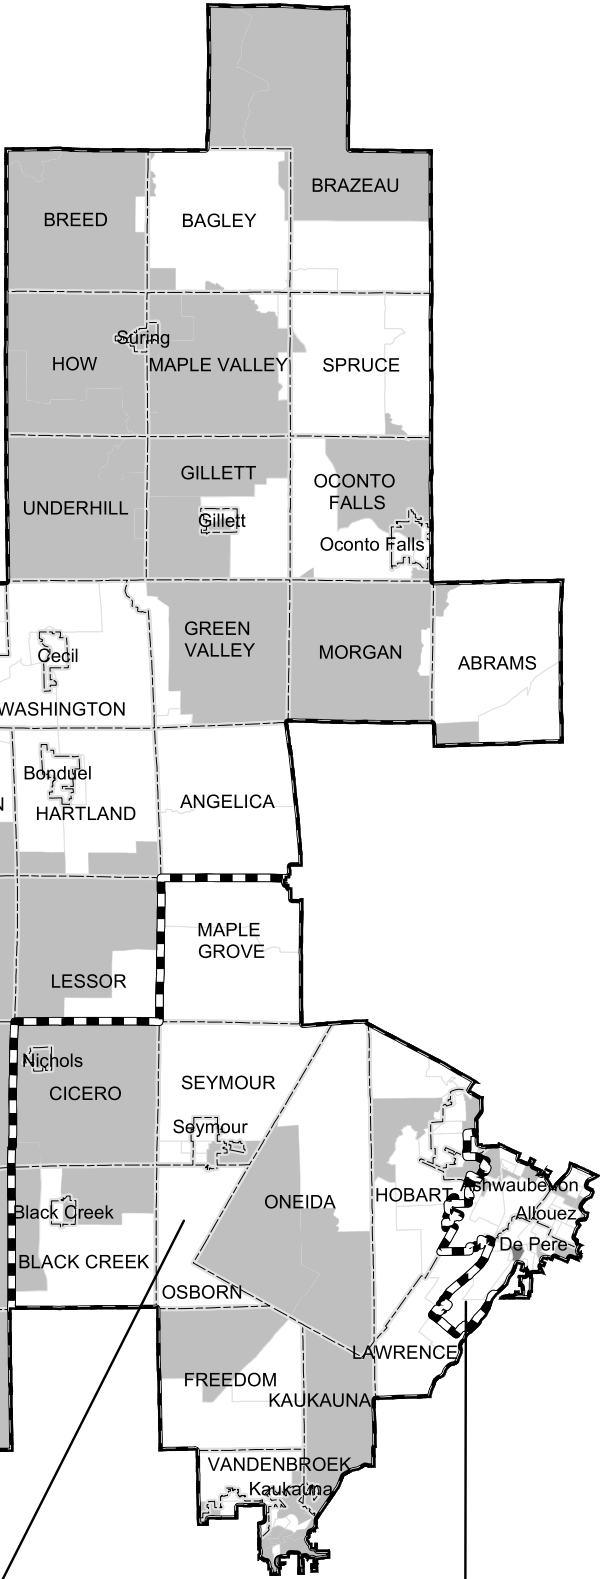 BRAZEAU
BREED
BAGLEY
Suring
HOW
MAPLE VALLEY
SPRUCE
GILLETT
OCONTO
FALLS
UNDERHILL
Gillett
Oconto Falls
GREEN
VALLEY
MORGAN
Cecil
ABRAMS
WASHINGTON
Bonduel
N
HARTLAND
ANGELICA
MAPLE
GROVE
LESSOR
Nichols
CICERO
SEYMOUR
Seymour
Ashwaubenon
HOBART
ONEIDA
Black Creek
Allouez
De Pere
BLACK CREEK
OSBORN
LAWRENCE
FREEDOM
KAUKAUNA
VANDENBROEK
Kaukauna